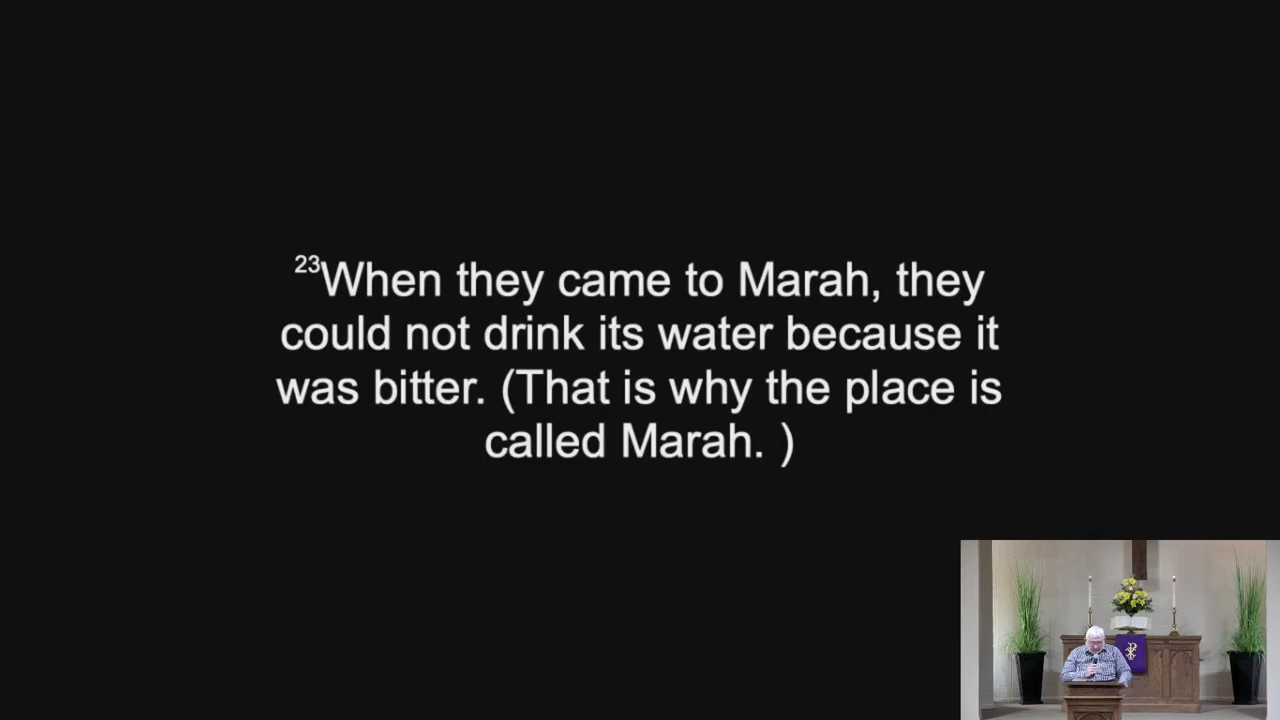 23When they came to Marah, they
could not drink its water because it
was bitter. (That is why the place is
called Marah. )